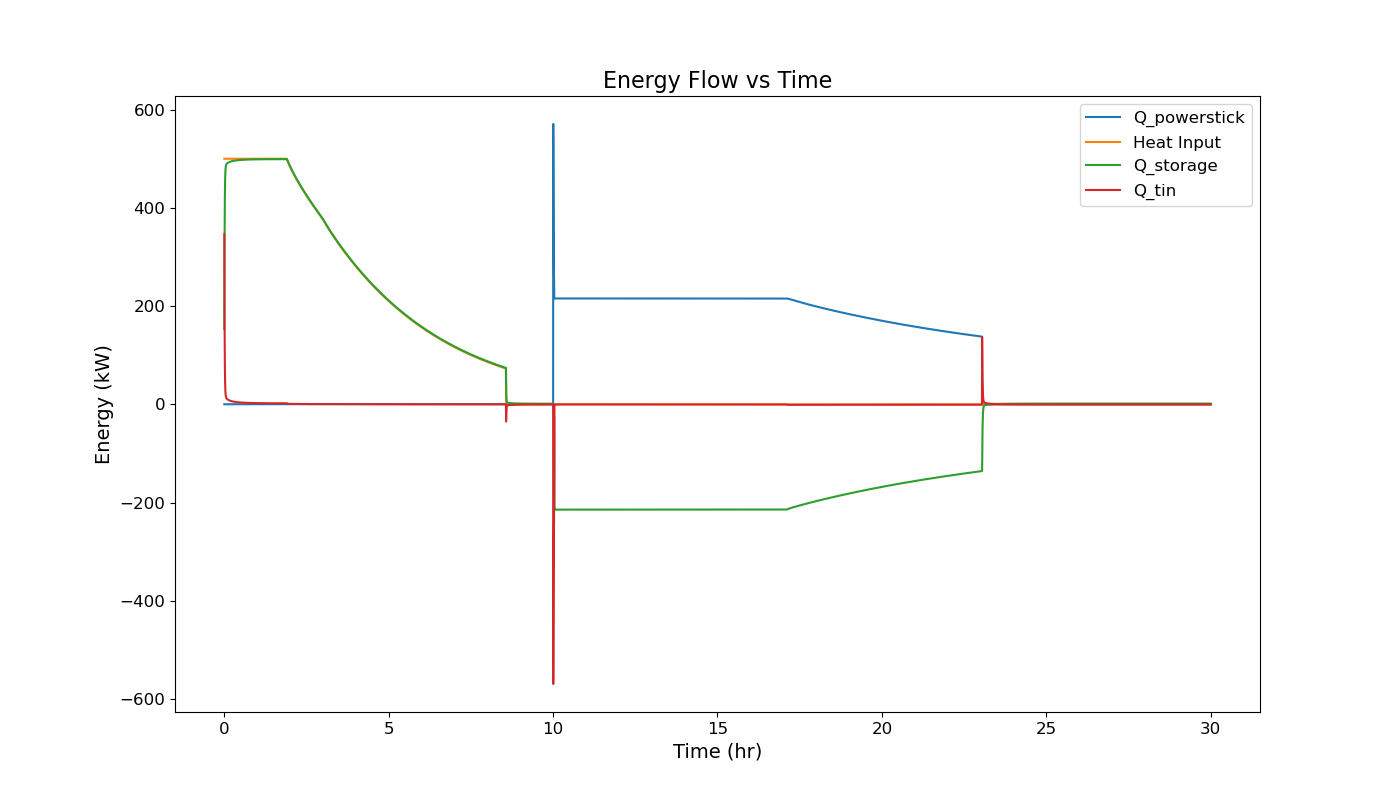 Energy Flow vs Time
Q_powerstick
Heat Input
Q_storage
Q_tin
Energy (kW)
600
400
200
0
−200
−400
−600
0 5 10 15 20 25 30
Time (hr)